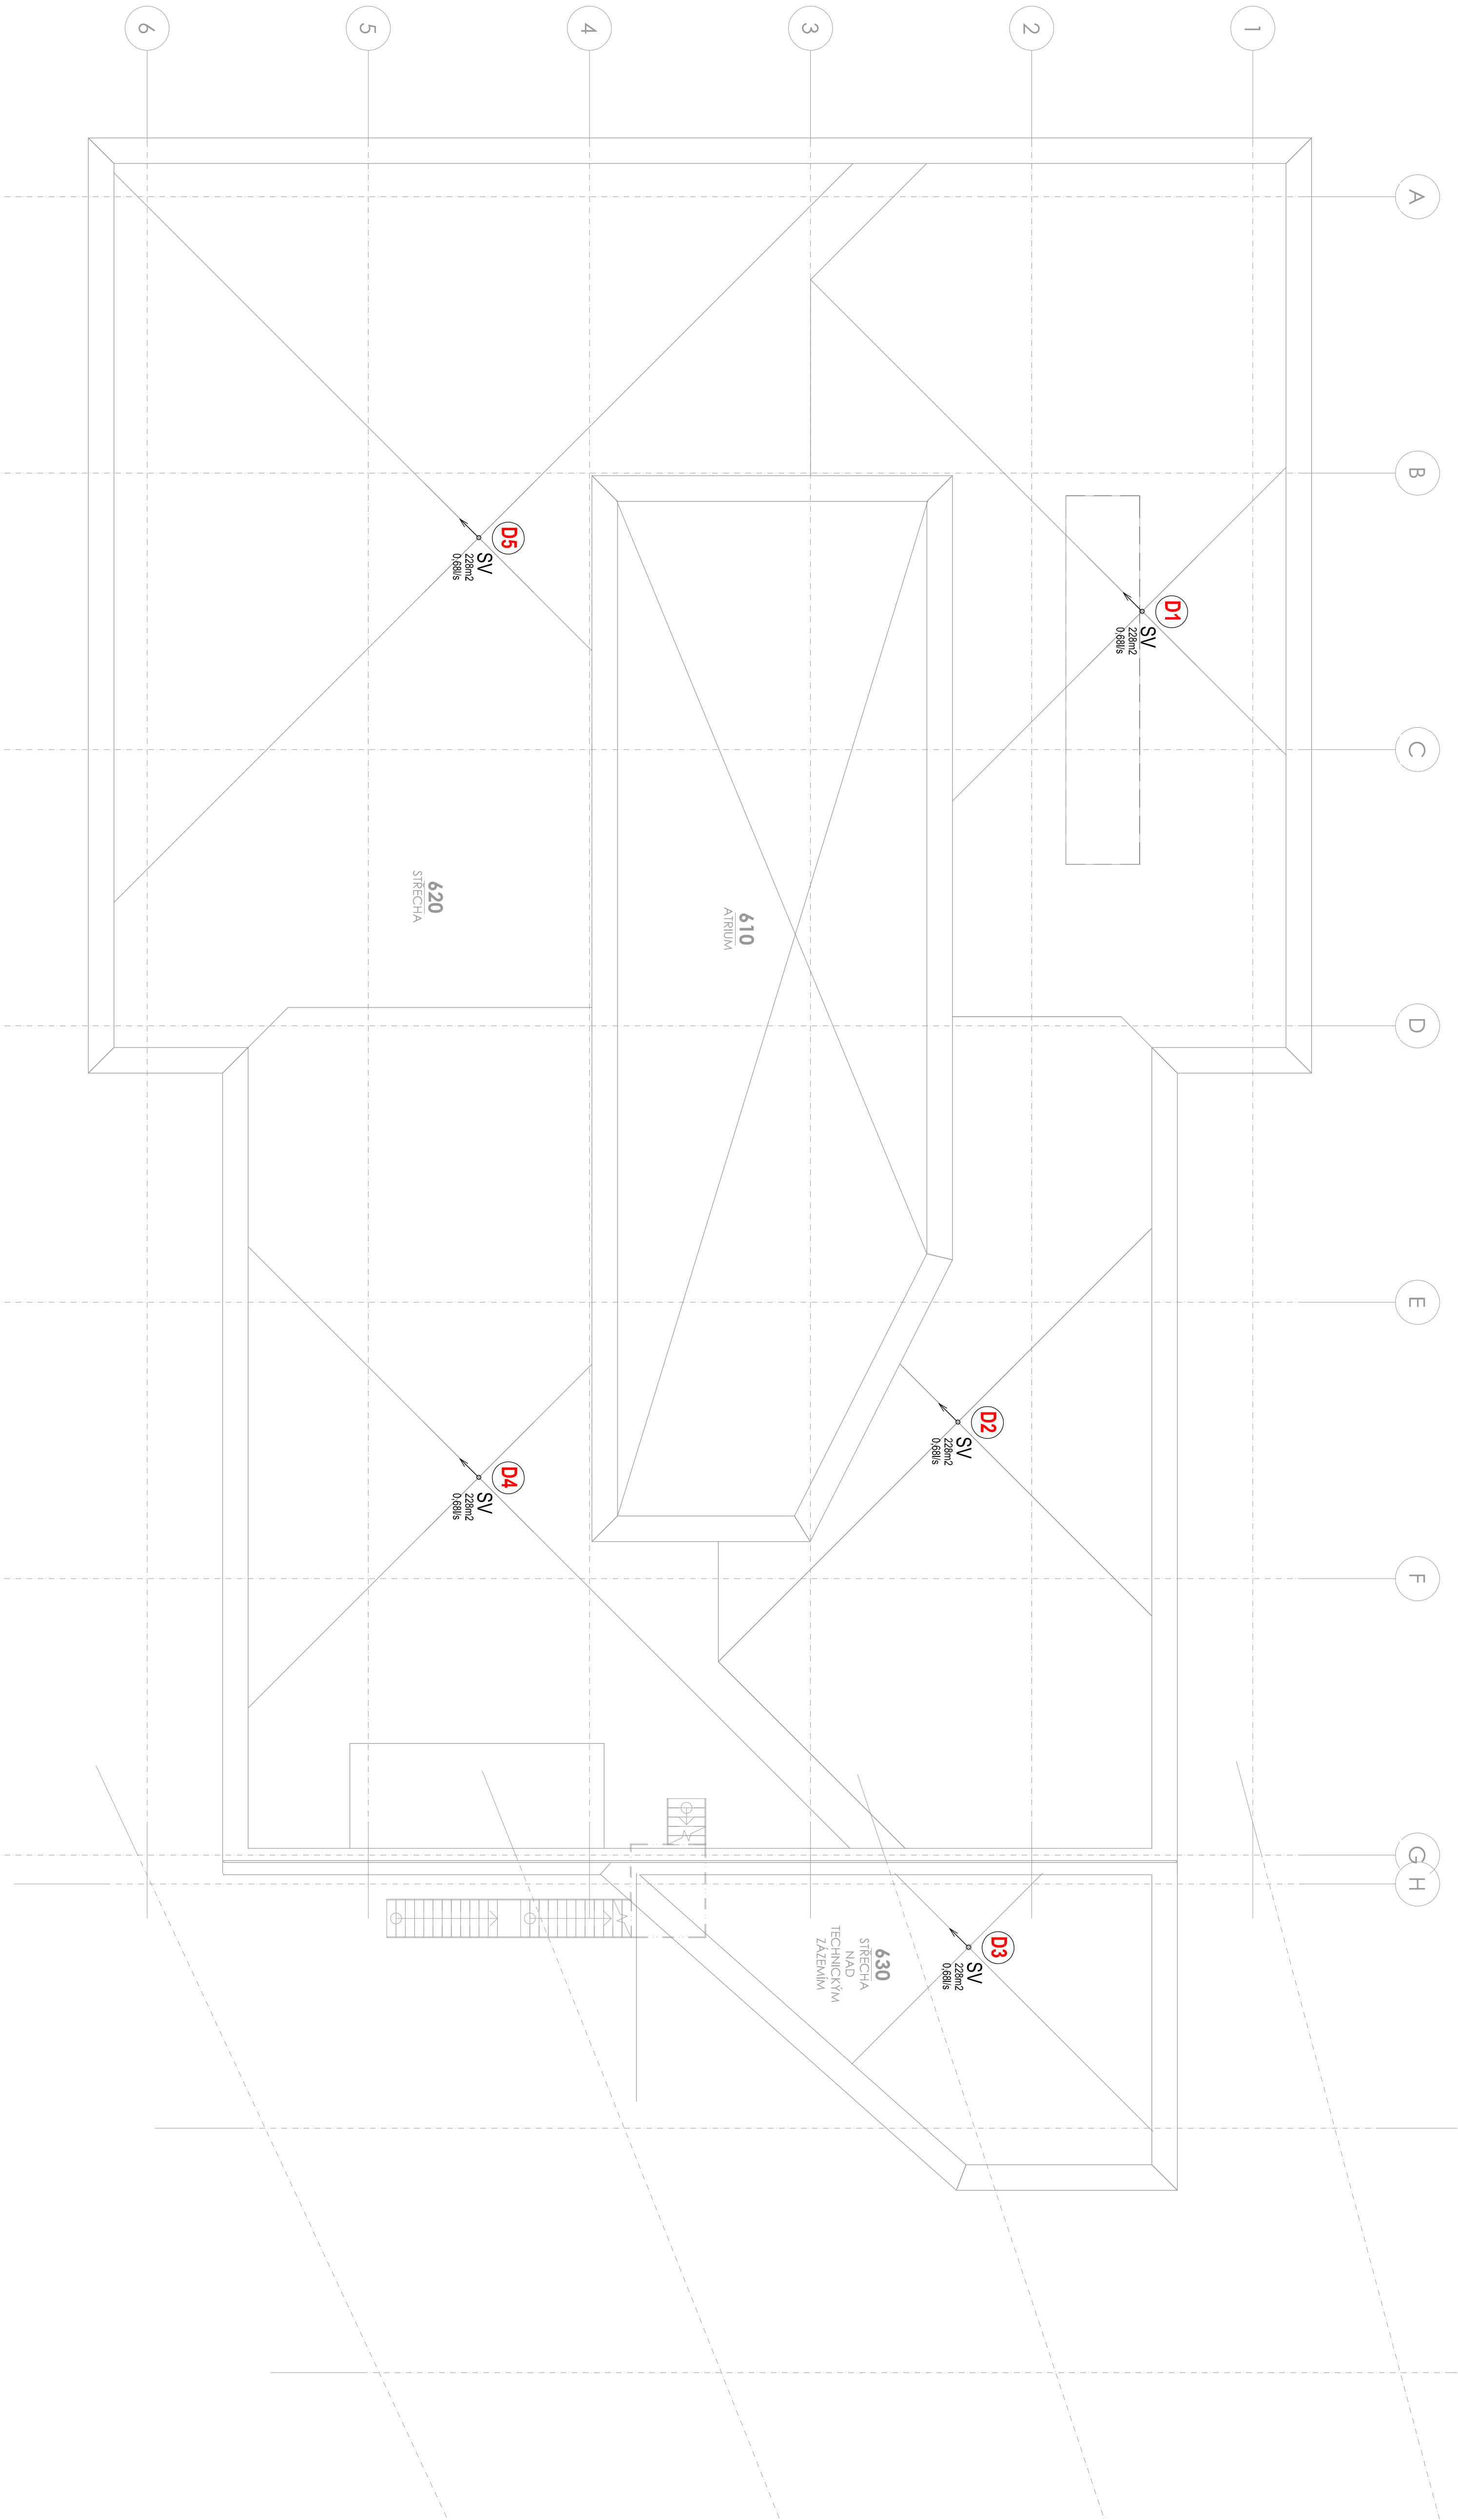 6
5
4
3
2
1
A
B
C
D
E
F
G
H
D5
SV
228m2
0,68l/s
D1
SV
228m2
0,68l/s
620
STŘECHA
610
ATRIUM
D2
SV
228m2
0,68l/s
D4
SV
228m2
0,68l/s
630
STŘECHA
NAD
TECHNICKÝM
ZÁZEMÍM
D3
SV
228m2
0,68l/s